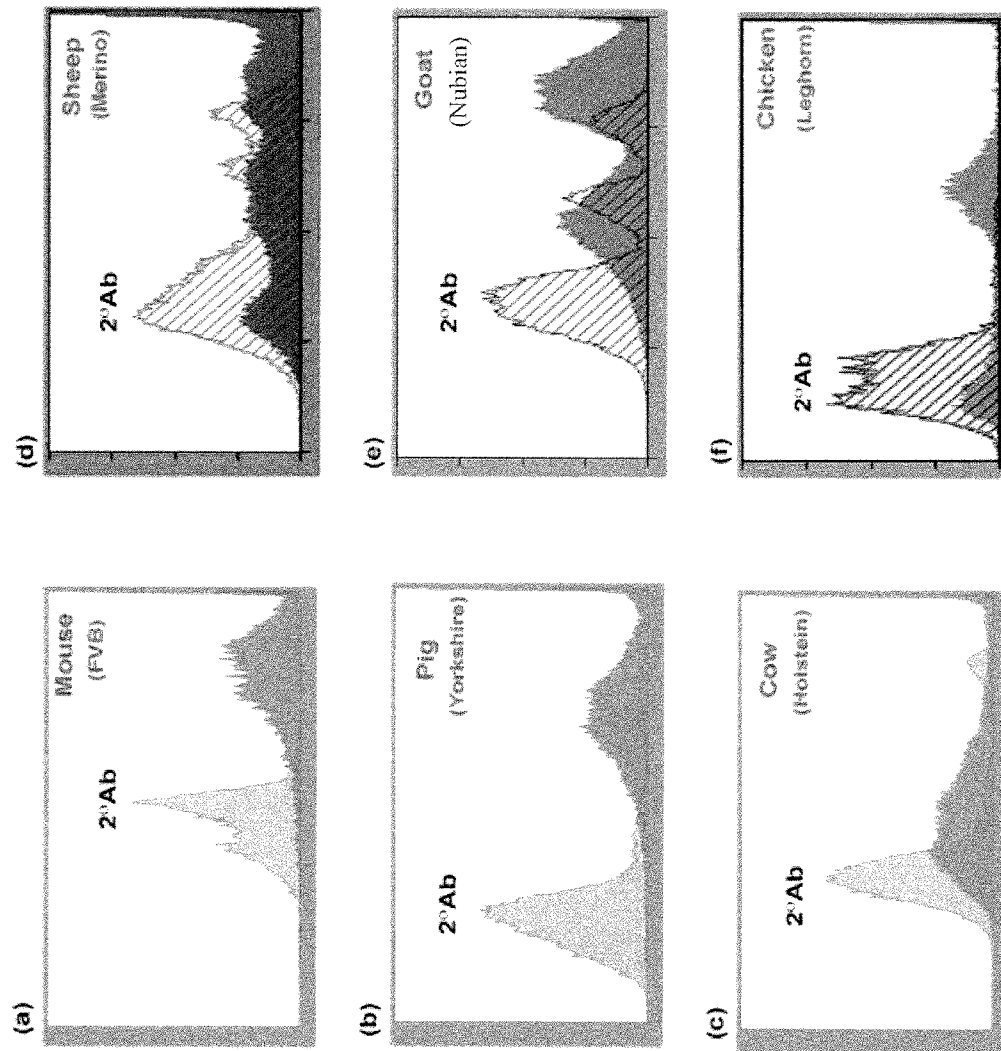 (a)
Mouse
(FVB)
2°Ab
(b)
Pig
(Yorkshire)
2°Ab
(c)
Cow
(Holstein)
2°Ab
(d)
Sheep
(Merino)
2°Ab
(e)
Goat
(Nubian)
2°Ab
(f)
Chicken
(Leghorn)
2°Ab